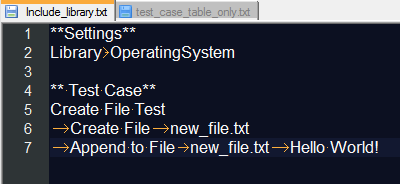 Include_library.txt test_case_table_only.txt
1 **Settings**
2 Library→OperatingSystem
3
4 ** Test Case**
5 Create File Test
6 →Create File→new_file.txt
7 →Append to File→new_file.txt→Hello World!